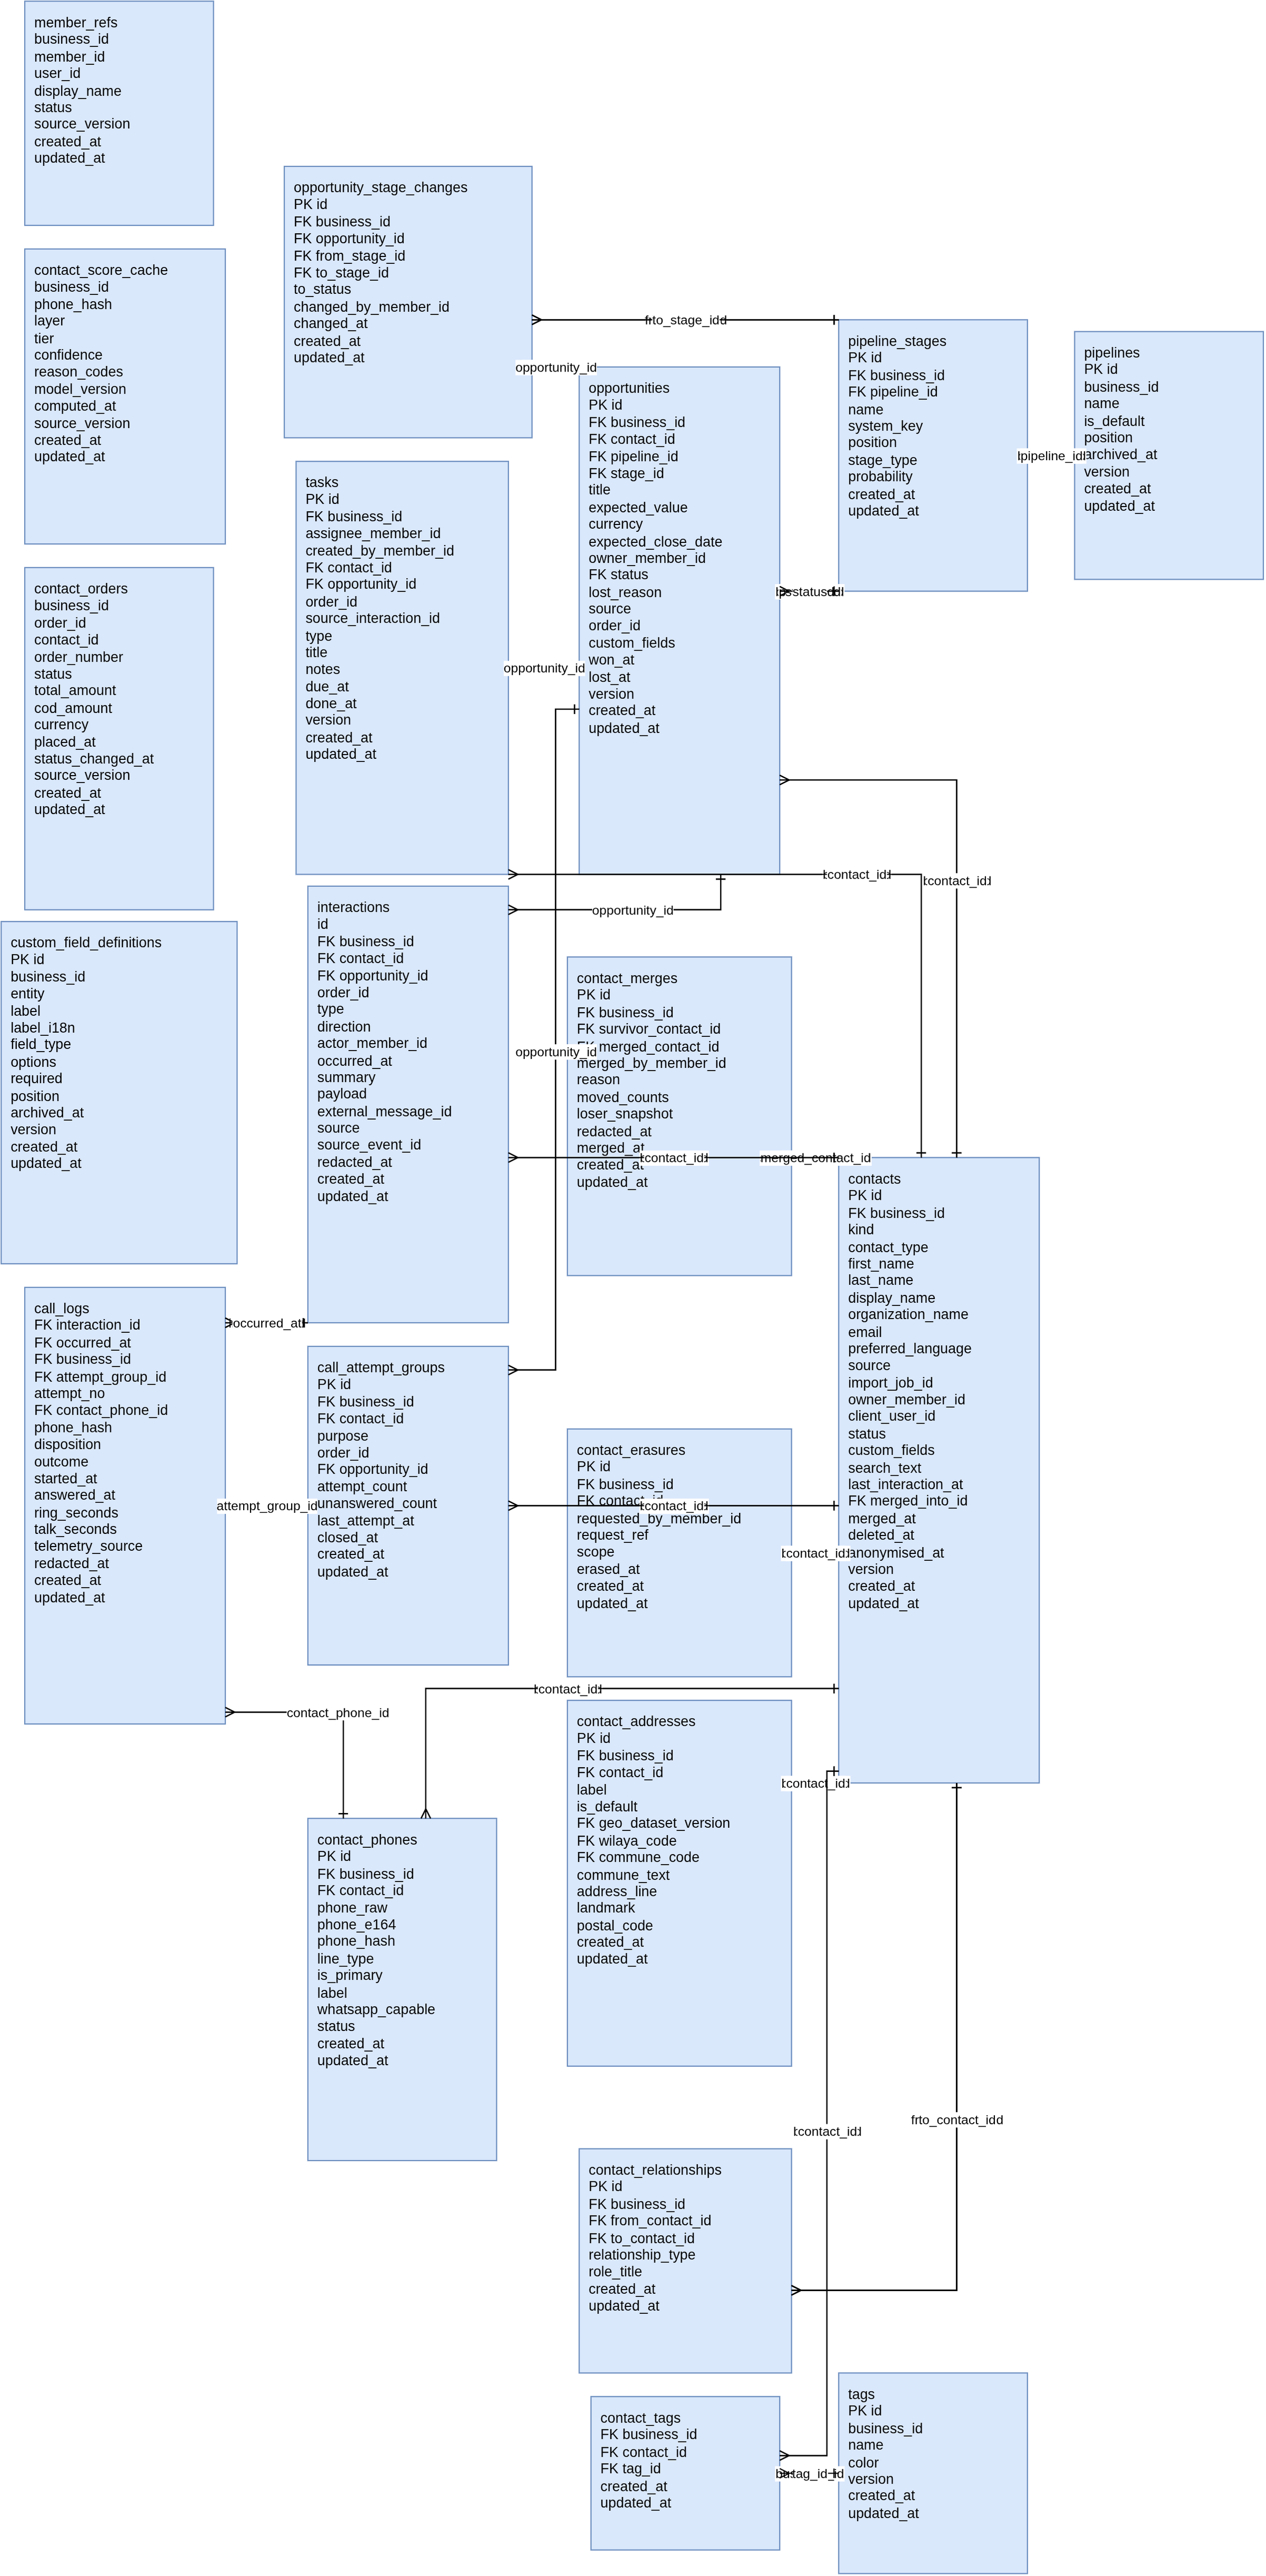 member_refs
business_id
member_id
user_id
display_name
status
source_version
created_at
updated_at
opportunity_stage_changes
PK id
FK business_id
FK opportunity_id
FK from_stage_id
FK to_stage_id
to_status
changed_by_member_id
changed_at
created_at
updated_at
contact_score_cache
business_id
phone_hash
layer
tier
confidence
reason_codes
model_version
computed_at
source_version
created_at
updated_at
to_stage_id
pipeline_stages
PK id
FK business_id
FK pipeline_id
name
system_key
position
stage_type
probability
created_at
updated_at
pipeline_id
pipelines
PK id
business_id
name
is_default
position
archived_at
version
created_at
updated_at
opportunity_id
opportunities
PK id
FK business_id
FK contact_id
FK pipeline_id
FK stage_id
title
expected_value
currency
expected_close_date
owner_member_id
FK status
lost_reason
source
order_id
custom_fields
won_at
lost_at
version
created_at
updated_at
status
tasks
PK id
FK business_id
assignee_member_id
created_by_member_id
FK contact_id
FK opportunity_id
order_id
source_interaction_id
type
title
notes
due_at
done_at
version
created_at
updated_at
opportunity_id
contact_orders
business_id
order_id
contact_id
order_number
status
total_amount
cod_amount
currency
placed_at
status_changed_at
source_version
created_at
updated_at
contact_id
contact_id
opportunity_id
interactions
id
FK business_id
FK contact_id
FK opportunity_id
order_id
type
direction
actor_member_id
occurred_at
summary
payload
external_message_id
source
source_event_id
redacted_at
created_at
updated_at
custom_field_definitions
PK id
business_id
entity
label
label_i18n
field_type
options
required
position
archived_at
version
created_at
updated_at
contact_merges
PK id
FK business_id
FK survivor_contact_id
FK merged_contact_id
merged_by_member_id
reason
moved_counts
loser_snapshot
redacted_at
merged_at
created_at
updated_at
opportunity_id
contact_id
merged_contact_id
contacts
PK id
FK business_id
kind
contact_type
first_name
last_name
display_name
organization_name
email
preferred_language
source
import_job_id
owner_member_id
client_user_id
status
custom_fields
search_text
last_interaction_at
FK merged_into_id
merged_at
deleted_at
anonymised_at
version
created_at
updated_at
call_logs
FK interaction_id
FK occurred_at
FK business_id
FK attempt_group_id
attempt_no
FK contact_phone_id
phone_hash
disposition
outcome
started_at
answered_at
ring_seconds
talk_seconds
telemetry_source
redacted_at
created_at
updated_at
occurred_at
call_attempt_groups
PK id
FK business_id
FK contact_id
purpose
order_id
FK opportunity_id
attempt_count
unanswered_count
last_attempt_at
closed_at
created_at
updated_at
attempt_group_id
contact_erasures
PK id
FK business_id
FK contact_id
requested_by_member_id
request_ref
scope
erased_at
created_at
updated_at
contact_id
contact_id
contact_id
contact_phone_id
contact_addresses
PK id
FK business_id
FK contact_id
label
is_default
FK geo_dataset_version
FK wilaya_code
FK commune_code
commune_text
address_line
landmark
postal_code
created_at
updated_at
contact_id
contact_phones
PK id
FK business_id
FK contact_id
phone_raw
phone_e164
phone_hash
line_type
is_primary
label
whatsapp_capable
status
created_at
updated_at
contact_id
to_contact_id
contact_relationships
PK id
FK business_id
FK from_contact_id
FK to_contact_id
relationship_type
role_title
created_at
updated_at
contact_tags
FK business_id
FK contact_id
FK tag_id
created_at
updated_at
tag_id
tags
PK id
business_id
name
color
version
created_at
updated_at